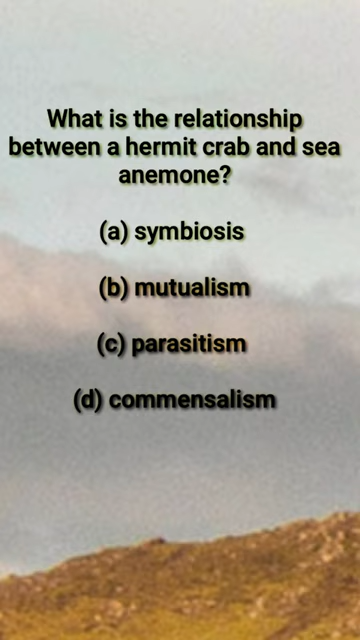 What is the relationship
between a hermit crab and sea
anemone?
(a) symbiosis
(b) mutualism
(c) parasitism
(d) commensalism